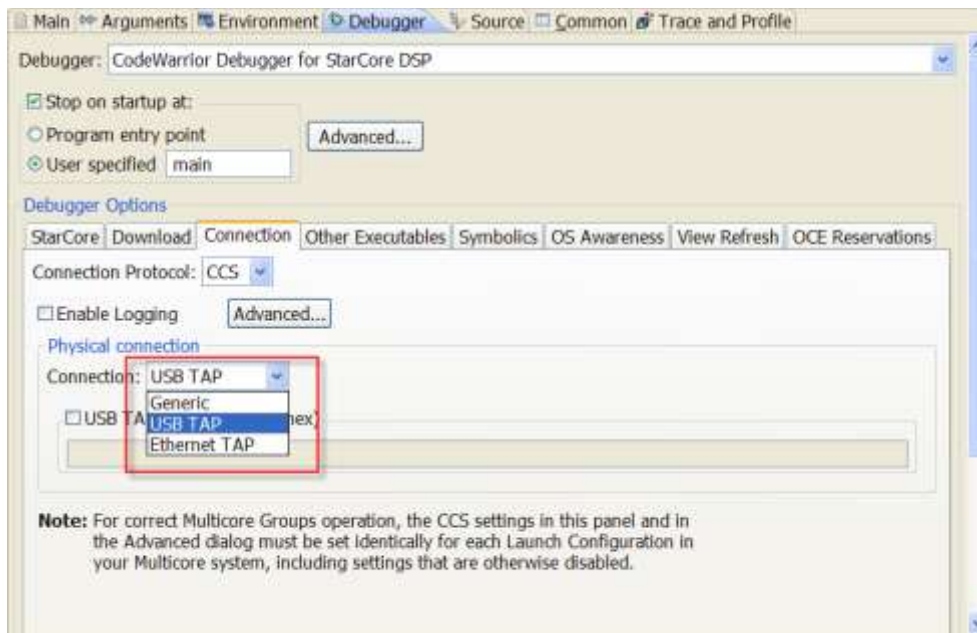 Main Arguments Environment Debugger Source Common Trace and Profile
Debugger: CodeWarrior Debugger for StarCore DSP
Stop on startup at:
Program entry point
Advanced...
User specified main
Debugger Options
StarCore Download Connection Other Executables Symbolics OS Awareness View Refresh OCE Reservations
Connection Protocol: CCS
Enable Logging Advanced...
Physical connection
Connection: USB TAP
Generic
USB TA hex)
USB TAP
Ethernet TAP
Note: For correct Multicore Groups operation, the CCS settings in this panel and in
the Advanced dialog must be set identically for each Launch Configuration in
your Multicore system, including settings that are otherwise disabled.